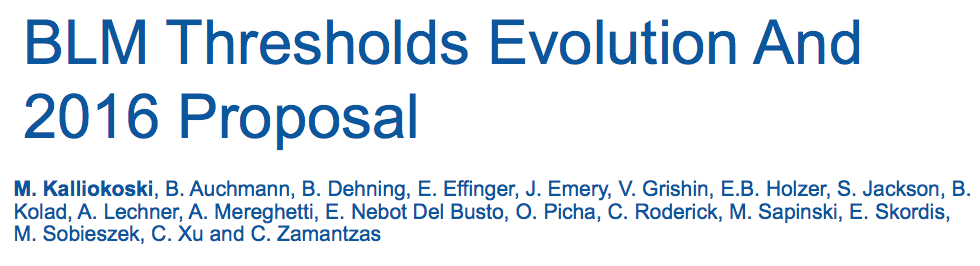 BLM Thresholds Evolution And
2016 Proposal
M. Kalliokoski, B. Auchmann, B. Dehning, E. Effinger, J. Emery, V. Grishin, E.B. Holzer, S. Jackson, B.
Kolad, A. Lechner, A. Mereghetti, E. Nebot Del Busto, O. Picha, C. Roderick, M. Sapinski, E. Skordis,
M. Sobieszek, C. Xu and C. Zamantzas